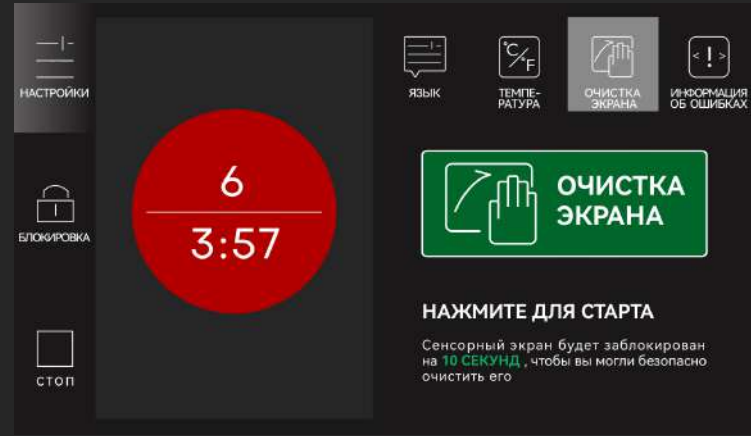 НАСТРОЙКИ
БЛОКИРОВКА
СТОП
6
3:57
ЯЗЫК
ТЕМПЕ-
РАТУРА
ОЧИСТКА
ЭКРАНА
ИНФОРМАЦИЯ
ОБ ОШИБКАХ
°C/°F
< ! >
ОЧИСТКА
ЭКРАНА
НАЖМИТЕ ДЛЯ СТАРТА
Сенсорный экран будет заблокирован
на 10 СЕКУНД , чтобы вы могли безопасно
очистить его